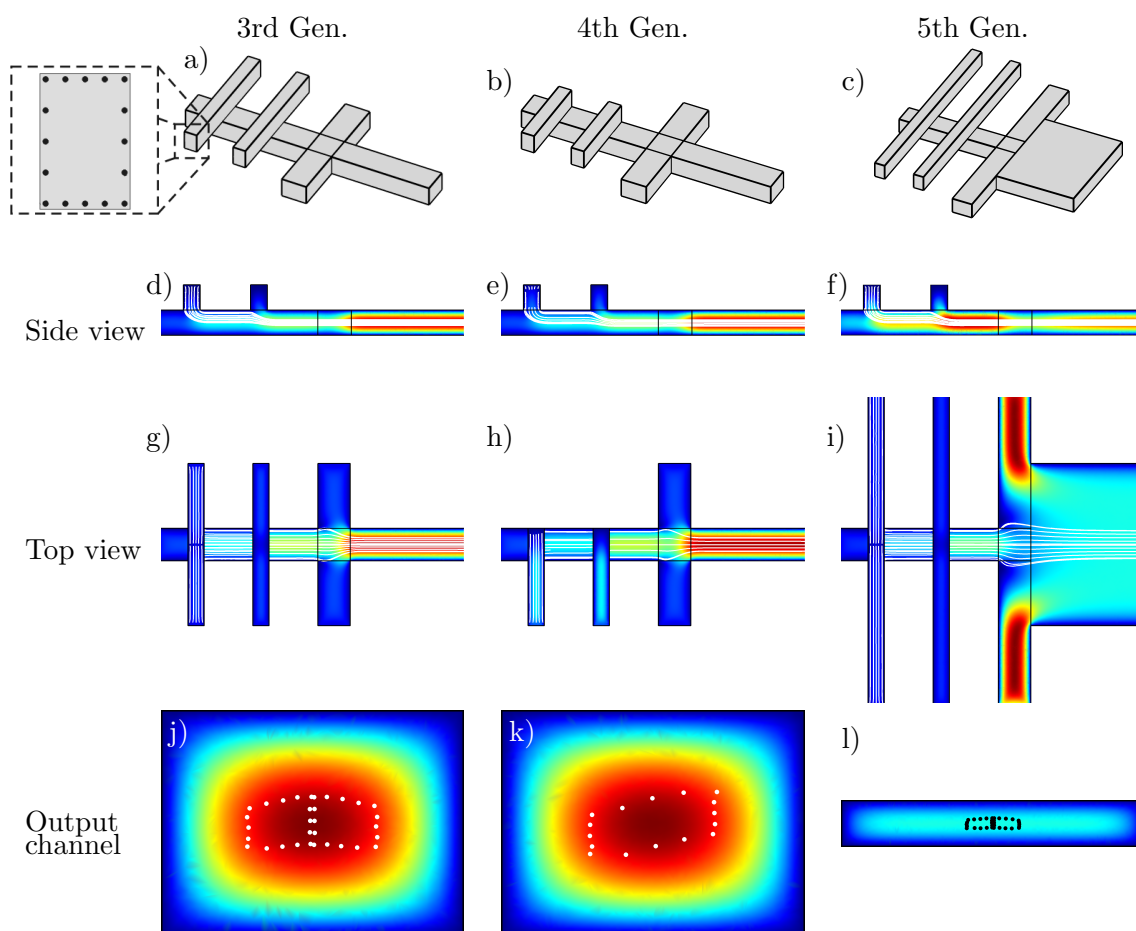 3rd Gen.
4th Gen.
5th Gen.
a)
b)
c)
Side view
d)
e)
f)
Top view
g)
h)
i)
Output
channel
j)
k)
l)